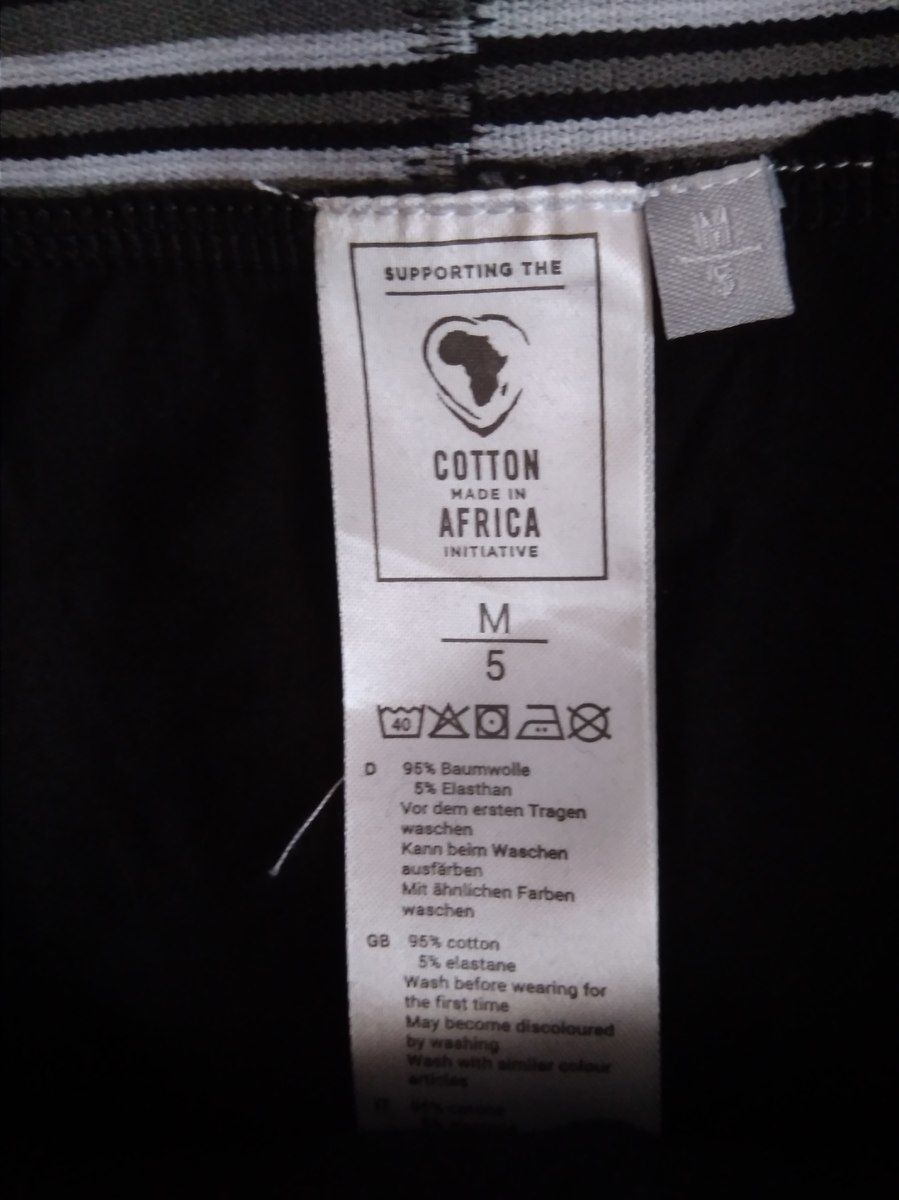 SUPPORTING THE
COTTON
MADE IN
AFRICA
INITIATIVE
M
5
M
5
40
D 95% Baumwolle
5% Elasthan
Vor dem ersten Tragen
waschen
Kann beim Waschen
ausfärben
Mit ähnlichen Farben
waschen
GB 95% cotton
5% elastane
Wash before wearing for
the first time
May become discoloured
by washing
Wash with similar colour
articles